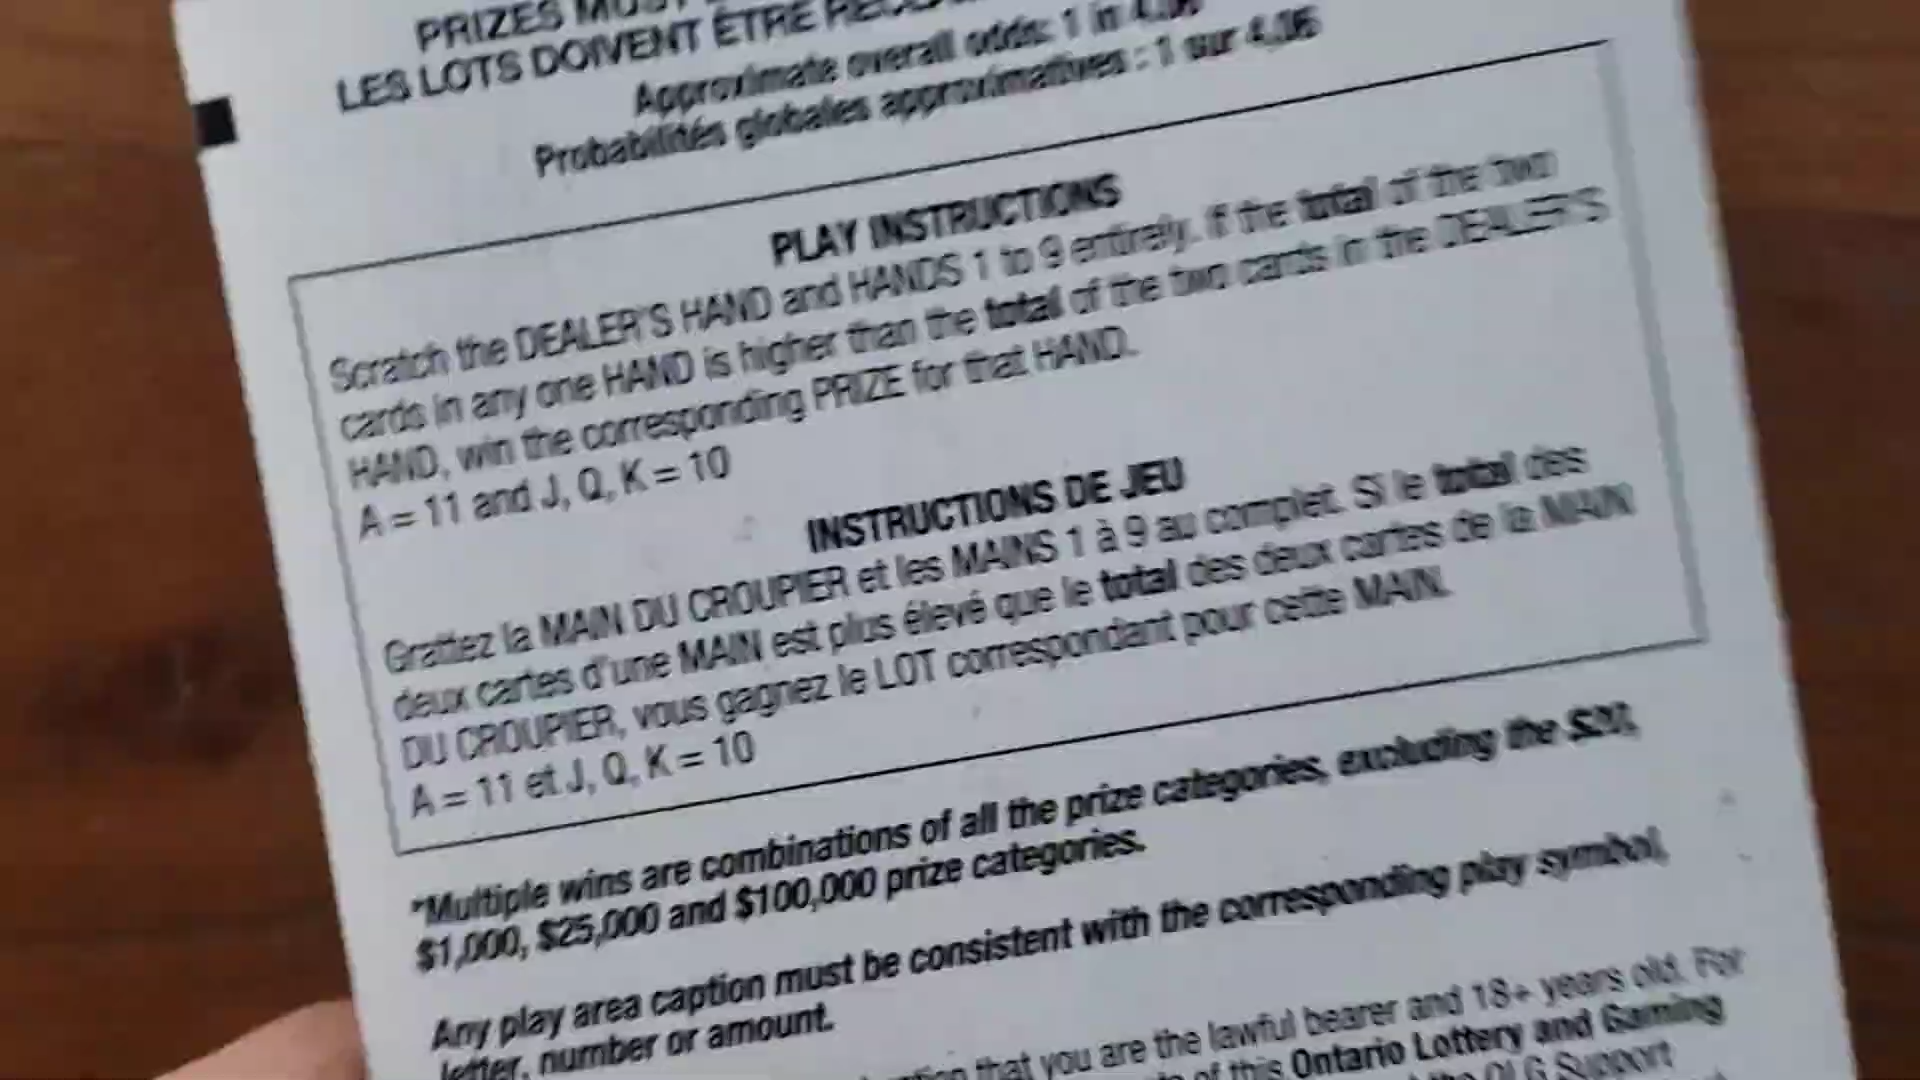 PRIZES MUST
LES LOTS DOIVENT ÊTRE
Approximate overall odds: 1 in
Probabilités globales approximatives : 1 sur
PLAY INSTRUCTIONS
Scratch the DEALER'S HAND and HANDS 1 to 9 entirely. If the total of the two
cards in any one HAND is higher than the total of the two cards in the DEALER'S
HAND, win the corresponding PRIZE for that HAND.
A = 11 and J, Q, K = 10
INSTRUCTIONS DE JEU
Grattez la MAIN DU CROUPIER et les MAINS 1 à 9 au complet. Si le total des
deux cartes d'une MAIN est plus élevé que le total des deux cartes de la MAIN
DU CROUPIER, vous gagnez le LOT correspondant pour cette MAIN.
A = 11 et J, Q, K = 10
*Multiple wins are combinations of all the prize categories, excluding the
$1,000, $25,000 and $100,000 prize categories.
Any play area caption must be consistent with the corresponding play symbol,
letter, number or amount.
that you are the lawful bearer and 18+ years old. For
of this Ontario Lottery and Gaming
OLG Support